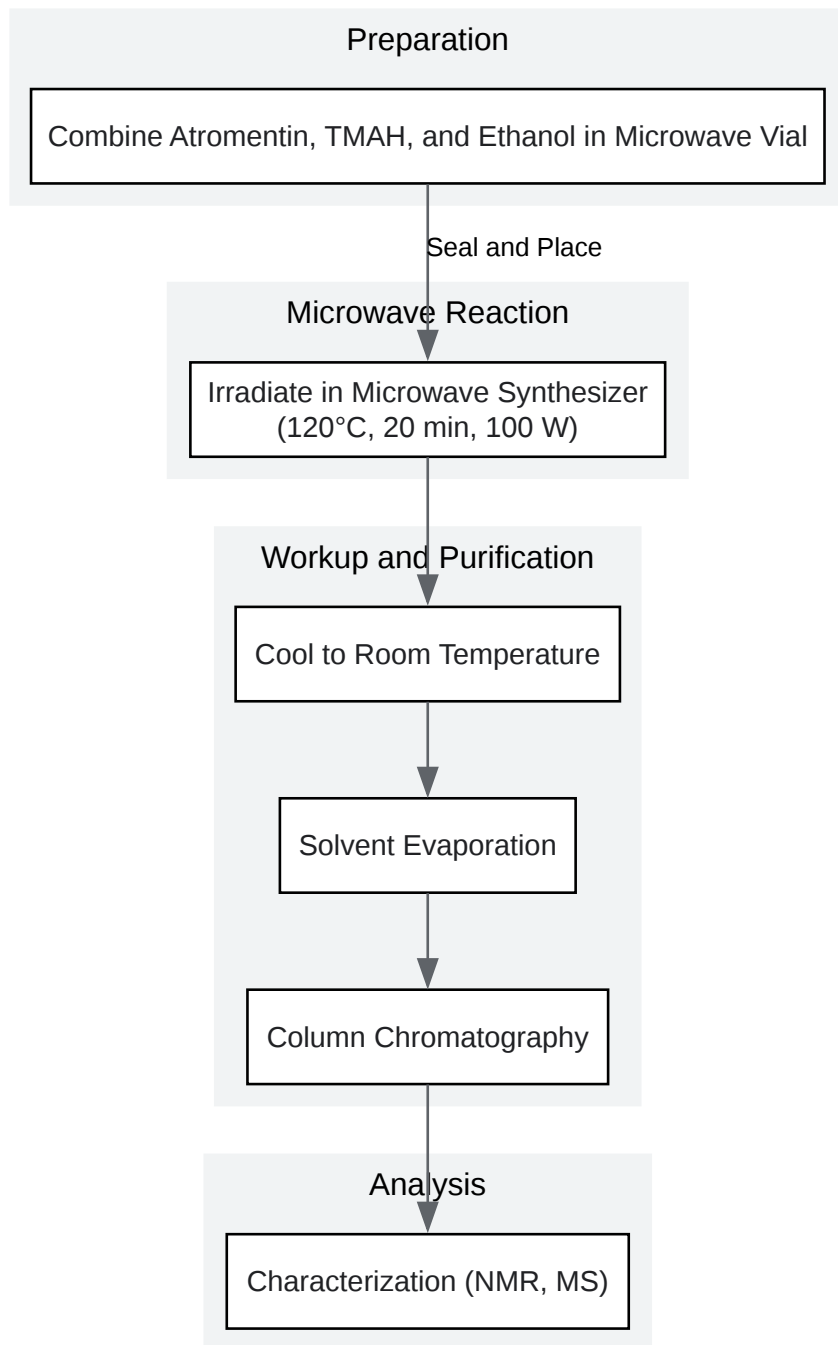 Preparation
Combine Atromentin, TMAH, and Ethanol in Microwave Vial
Seal and Place
Microwave Reaction
Irradiate in Microwave Synthesizer
(120°C, 20 min, 100 W)
Workup and Purification
Cool to Room Temperature
Solvent Evaporation
Column Chromatography
Analysis
Characterization (NMR, MS)